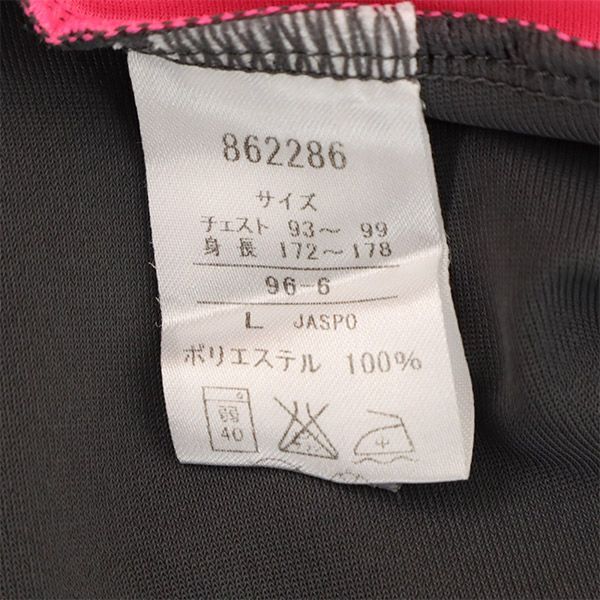 862286
サイズ
チェスト 93～ 99
身長 172～178
96-6
L JASPO
ポリエステル 100%
40